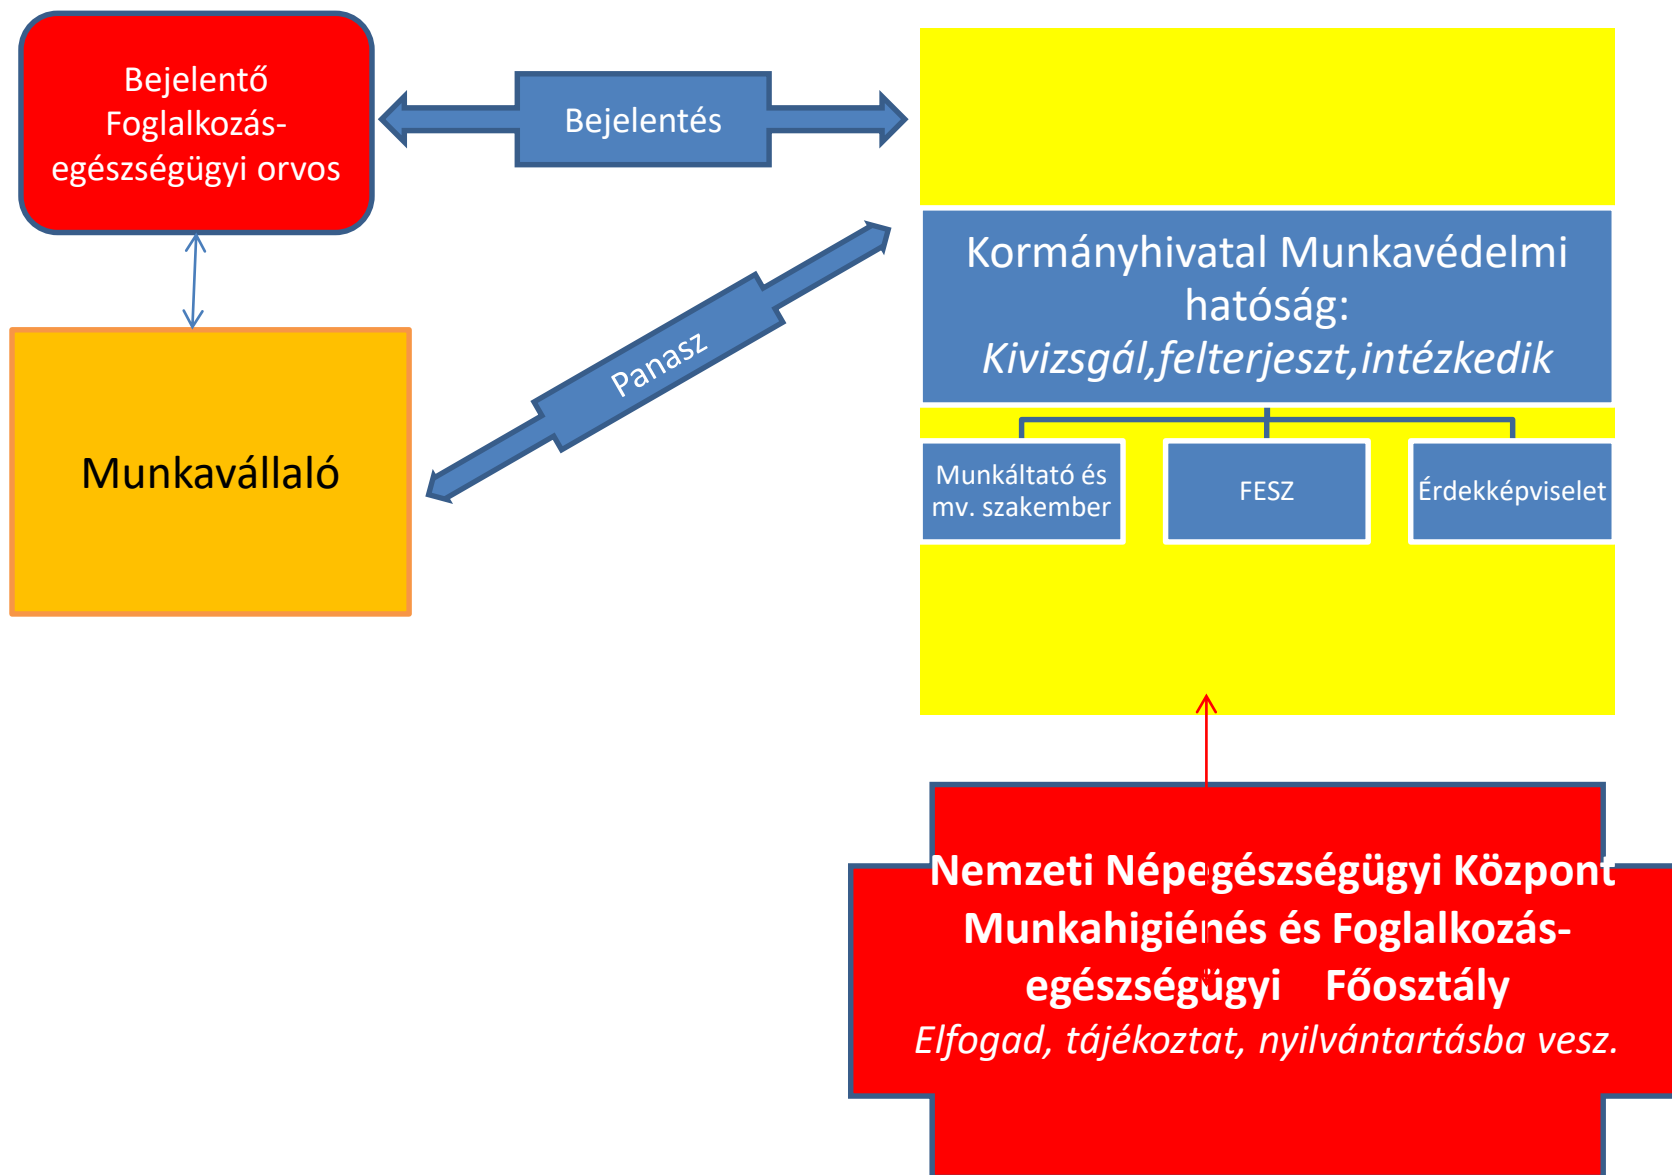 Bejelentő
Foglalkozás-
egészségügyi orvos
Bejelentés
Kormányhivatal Munkavédelmi
hatóság:
Kivizsgál,felterjeszt,intézkedik
Panasz
Munkavállaló
Munkáltató és
mv. szakember
FESZ
Érdekképviselet
Nemzeti Népegészségügyi Központ
Munkahigiénés és Foglalkozás-
egészségügyi Főosztály
Elfogad, tájékoztat, nyilvántartásba vesz.